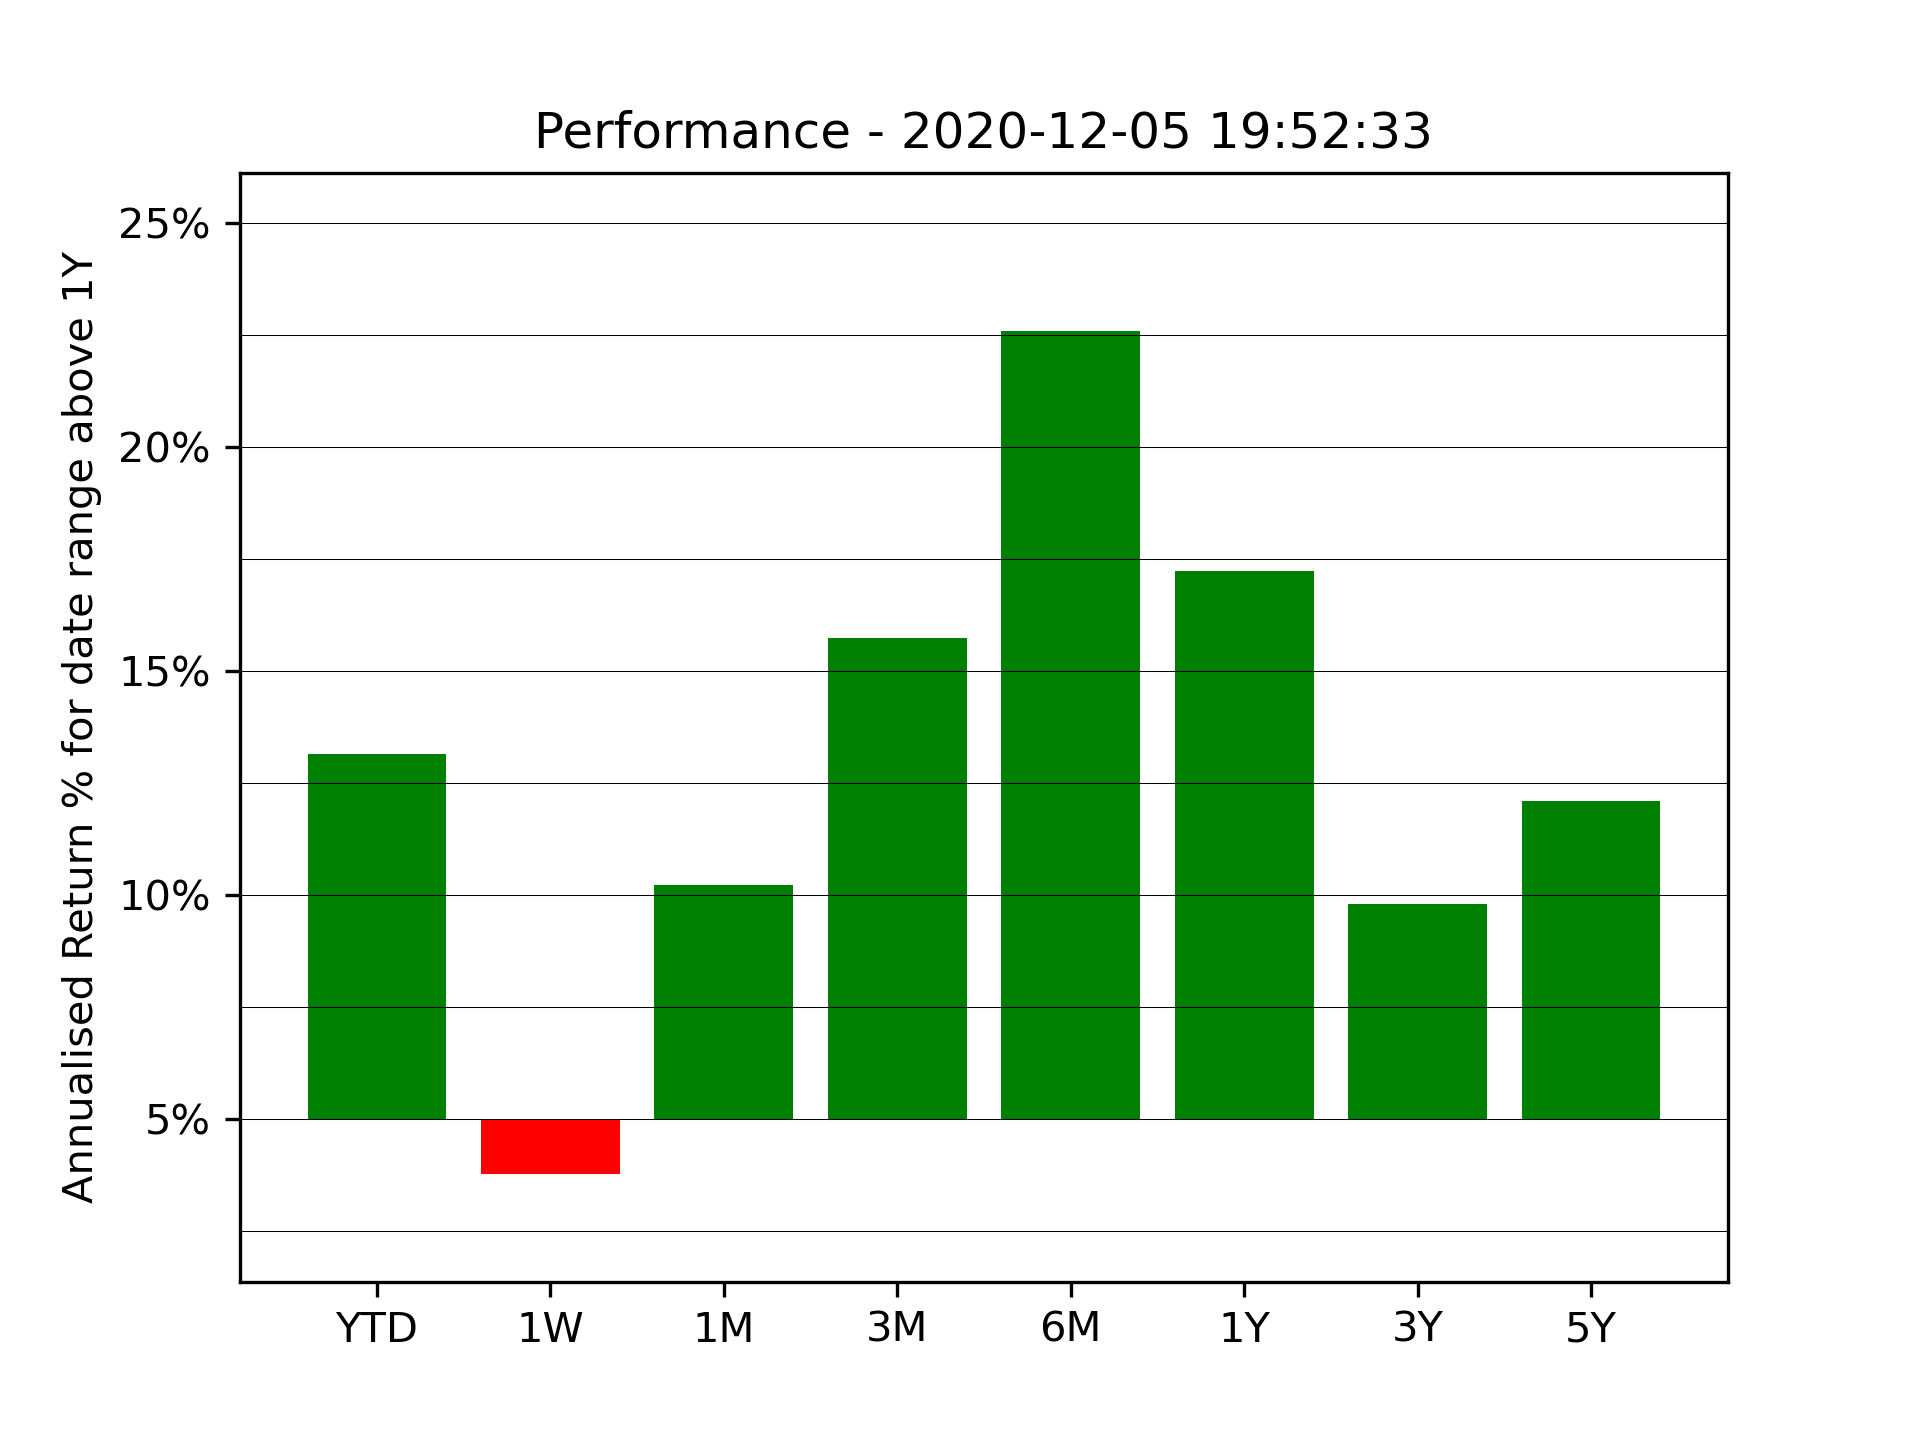 Performance - 2020-12-05 19:52:33
Annualised Return % for date range above 1Y
25%
20%
15%
10%
5%
YTD 1W 1M 3M 6M 1Y 3Y 5Y